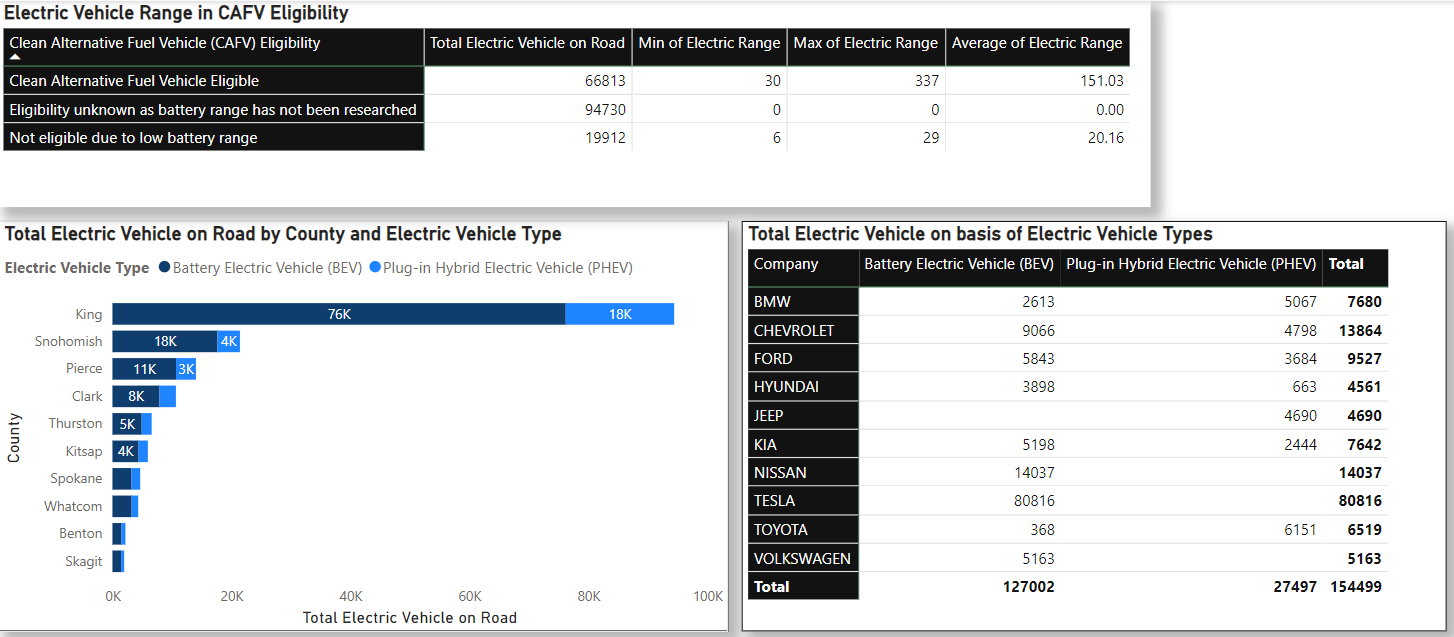 Electric Vehicle Range in CAFV Eligibility
Clean Alternative Fuel Vehicle (CAFV) Eligibility Total Electric Vehicle on Road Min of Electric Range Max of Electric Range Average of Electric Range
Clean Alternative Fuel Vehicle Eligible 66813 30 337 151.03
Eligibility unknown as battery range has not been researched 94730 0 0 0.00
Not eligible due to low battery range 19912 6 29 20.16
Total Electric Vehicle on Road by County and Electric Vehicle Type
Electric Vehicle Type Battery Electric Vehicle (BEV) Plug-in Hybrid Electric Vehicle (PHEV)
County
King 76K 18K
Snohomish 18K 4K
Pierce 11K 3K
Clark 8K
Thurston 5K
Kitsap 4K
Spokane
Whatcom
Benton
Skagit
0K 20K 40K 60K 80K 100K
Total Electric Vehicle on Road
Total Electric Vehicle on basis of Electric Vehicle Types
Company Battery Electric Vehicle (BEV) Plug-in Hybrid Electric Vehicle (PHEV) Total
BMW 2613 5067 7680
CHEVROLET 9066 4798 13864
FORD 5843 3684 9527
HYUNDAI 3898 663 4561
JEEP 4690 4690
KIA 5198 2444 7642
NISSAN 14037 14037
TESLA 80816 80816
TOYOTA 368 6151 6519
VOLKSWAGEN 5163 5163
Total 127002 27497 154499